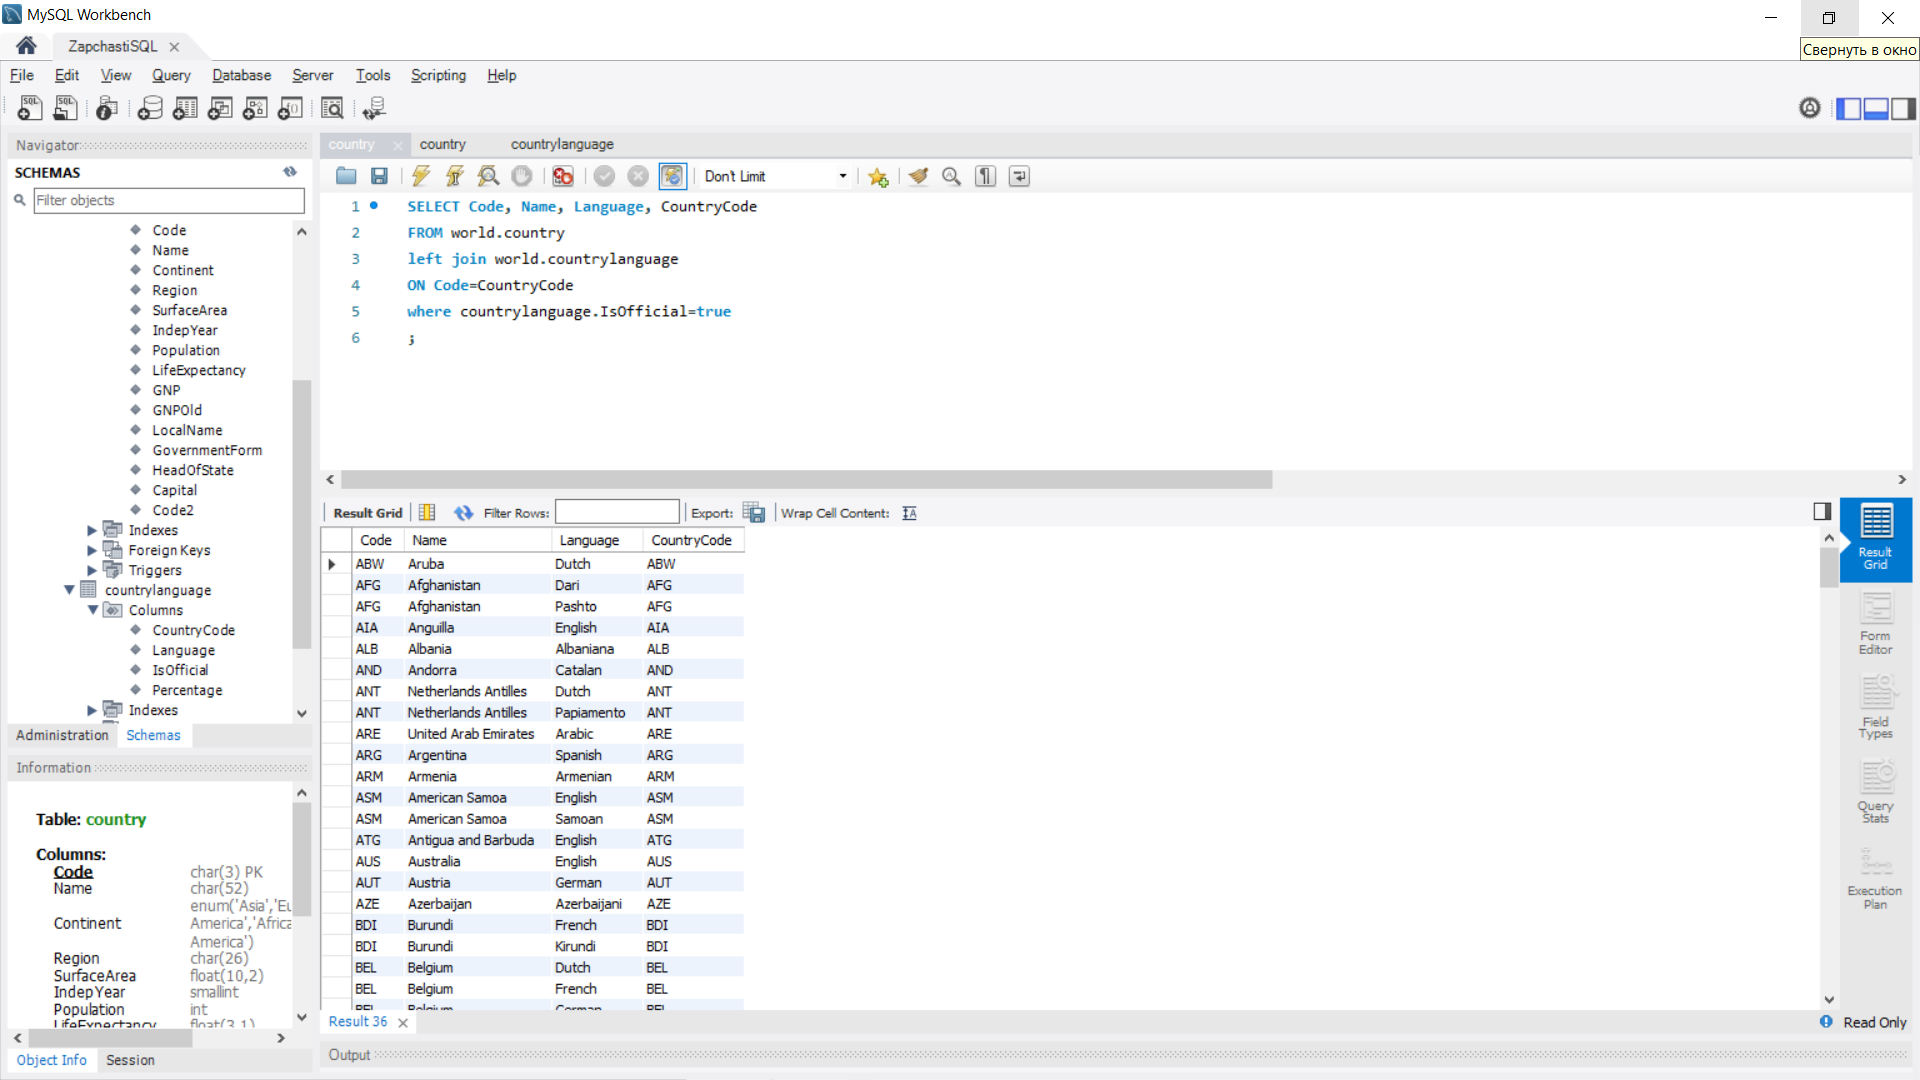 MySQL Workbench
Свернуть в окно
ZapchastiSQL
File Edit View Query Database Server Tools Scripting Help
Navigator
SCHEMAS
Filter objects
Code
Name
Continent
Region
SurfaceArea
IndepYear
Population
LifeExpectancy
GNP
GNPOld
LocalName
GovernmentForm
HeadOfState
Capital
Code2
Indexes
Foreign Keys
Triggers
countrylanguage
Columns
CountryCode
Language
IsOfficial
Percentage
Indexes
Administration Schemas
Information
Table: country
Columns:
Code char(3) PK
Name char(52)
enum('Asia','Eu
Continent America','Africa
America')
Region char(26)
SurfaceArea float(10,2)
IndepYear smallint
Population int
LifeExpectancy float(3,1)
Object Info Session
country country countrylanguage
Don't Limit
1 SELECT Code, Name, Language, CountryCode
2 FROM world.country
3 left join world.countrylanguage
4 ON Code=CountryCode
5 where countrylanguage.IsOfficial=true
6 ;
Result Grid Filter Rows: Export: Wrap Cell Content:
Code Name Language CountryCode
ABW Aruba Dutch ABW
AFG Afghanistan Dari AFG
AFG Afghanistan Pashto AFG
AIA Anguilla English AIA
ALB Albania Albaniana ALB
AND Andorra Catalan AND
ANT Netherlands Antilles Dutch ANT
ANT Netherlands Antilles Papiamento ANT
ARE United Arab Emirates Arabic ARE
ARG Argentina Spanish ARG
ARM Armenia Armenian ARM
ASM American Samoa English ASM
ASM American Samoa Samoan ASM
ATG Antigua and Barbuda English ATG
AUS Australia English AUS
AUT Austria German AUT
AZE Azerbaijan Azerbaijani AZE
BDI Burundi French BDI
BDI Burundi Kirundi BDI
BEL Belgium Dutch BEL
BEL Belgium French BEL
BEL Belgium German BEL
Result
Grid
Form
Editor
Field
Types
Query
Stats
Execution
Plan
Result 36
Read Only
Output